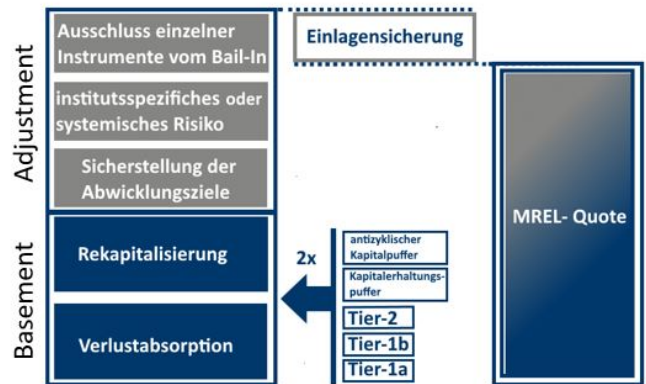 Adjustment
Ausschluss einzelner
Instrumente vom Bail-In
institutsspezifiches oder
systemisches Risiko
Sicherstellung der
Abwicklungsziele
Basement
Rekapitalisierung
Verlustabsorption
Einlagensicherung
2x
antizyklischer
Kapitalpuffer
Kapitalerhaltungs-
puffer
Tier-2
Tier-1b
Tier-1a
MREL- Quote